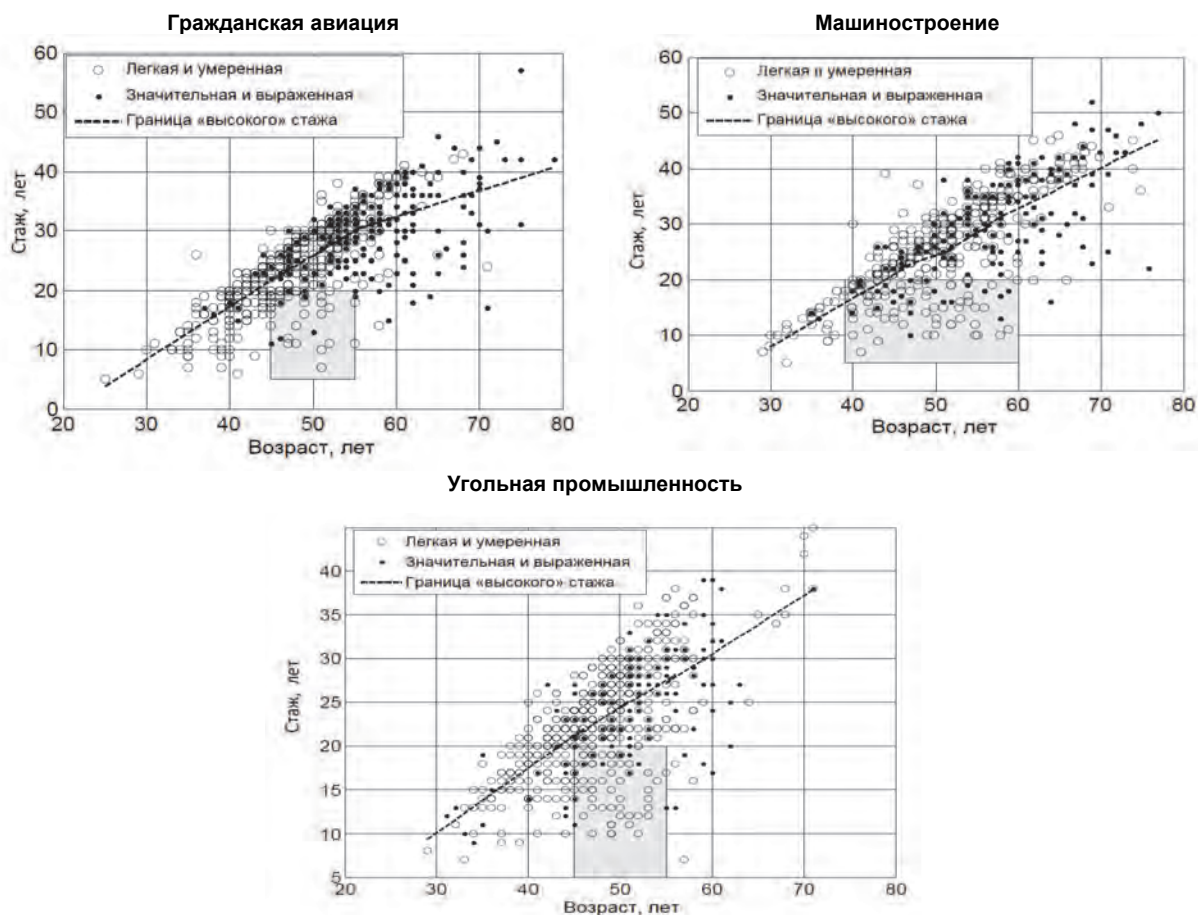 Гражданская авиация
60
50
40
30
20
10
0
Стаж, лет
Легкая и умеренная
Значительная и выраженная
Граница «высокого» стажа
20 30 40 50 60 70 80
Возраст, лет
Машиностроение
60
50
40
30
20
10
0
Стаж, лет
Легкая и умеренная
Значительная и выраженная
Граница «высокого» стажа
20 30 40 50 60 70 80
Возраст, лет
Угольная промышленность
40
35
30
25
20
15
10
5
Стаж, лет
Легкая и умеренная
Значительная и выраженная
Граница «высокого» стажа
20 30 40 50 60 70 80
Возраст, лет